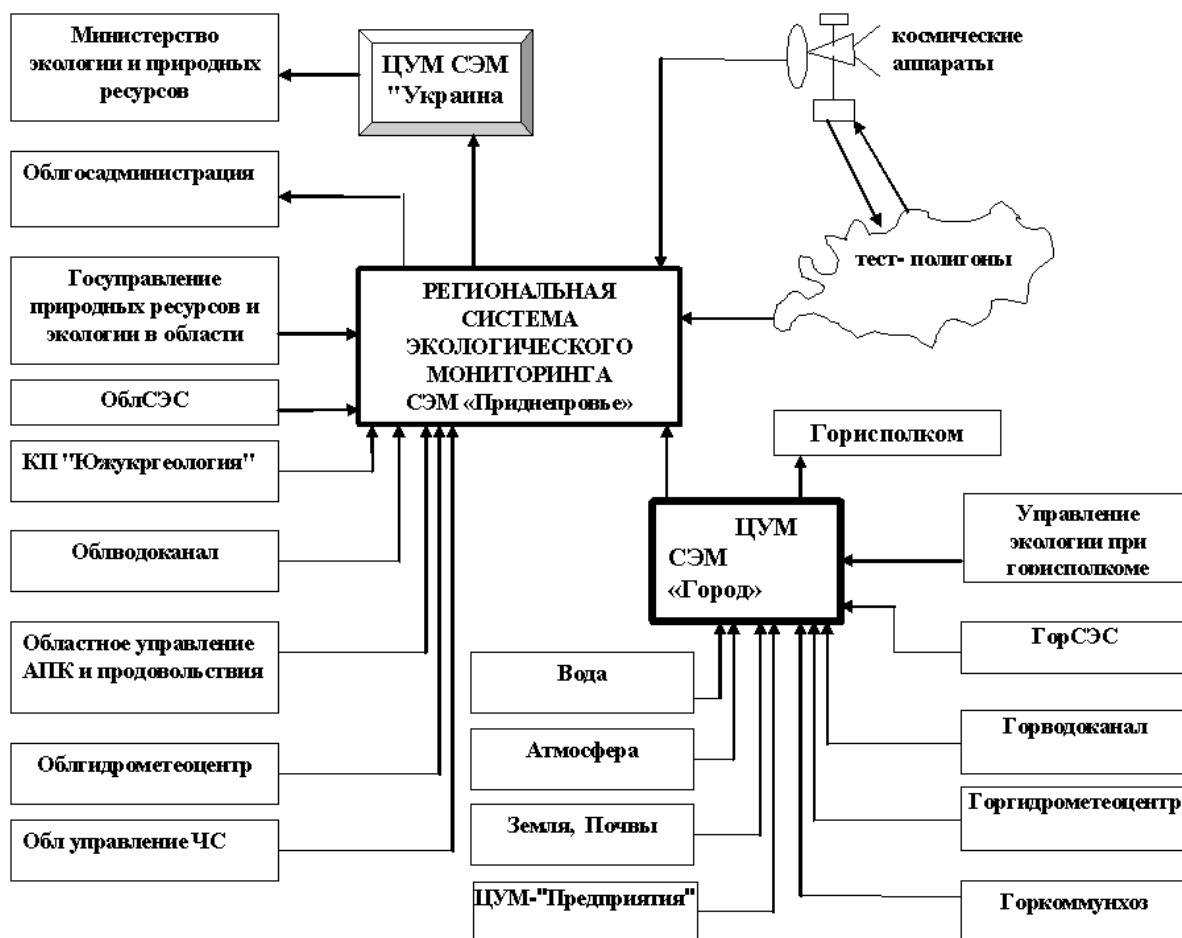 Министерство
экологии и природных
ресурсов
ЦУМ СЭМ
"Украина
космические
аппараты
Облгосадминистрация
тест- полигоны
Госуправление
природных ресурсов и
экологии в области
РЕГИОНАЛЬНАЯ
СИСТЕМА
ЭКОЛОГИЧЕСКОГО
МОНИТОРИНГА
СЭМ «Приднепровье»
ОблСЭС
Горисполком
КП "Южукргеология"
ЦУМ
СЭМ
«Город»
Управление
экологии при
горисполкоме
Облводоканал
Областное управление
АПК и продовольствия
ГорСЭС
Вода
Горводоканал
Атмосфера
Облгидрометеоцентр
Горгидрометеоцентр
Земля, Почвы
Обл управление ЧС
ЦУМ-"Предприятия"
Горкоммунхоз